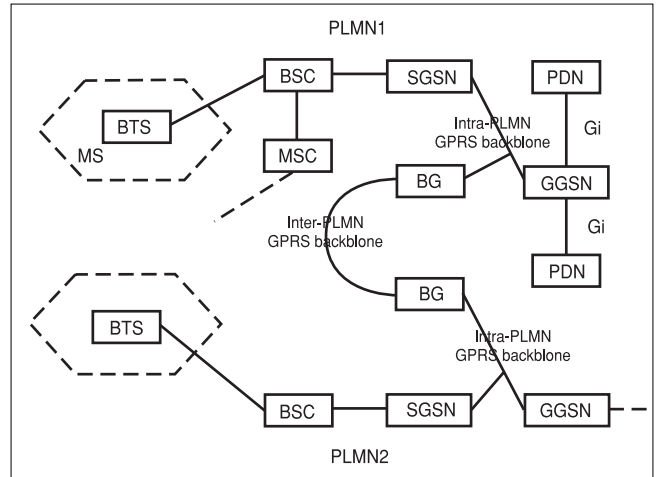 PLMN1
BSC
SGSN
PDN
BTS
MS
MSC
Intra-PLMN
GPRS backblone
Gi
BG
GGSN
Inter-PLMN
GPRS backblone
Gi
PDN
BG
BTS
Intra-PLMN
GPRS backblone
BSC
SGSN
GGSN
PLMN2